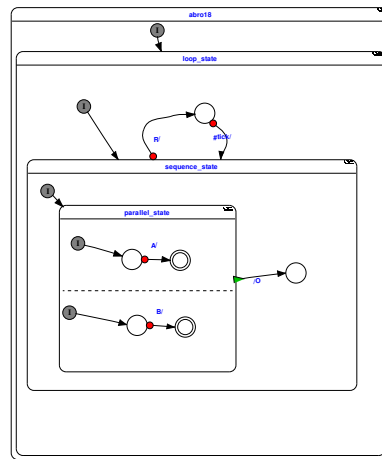 abro18
I
loop_state
I
R/
#tick/
sequence_state
I
parallel_state
I
A/
/O
I
B/